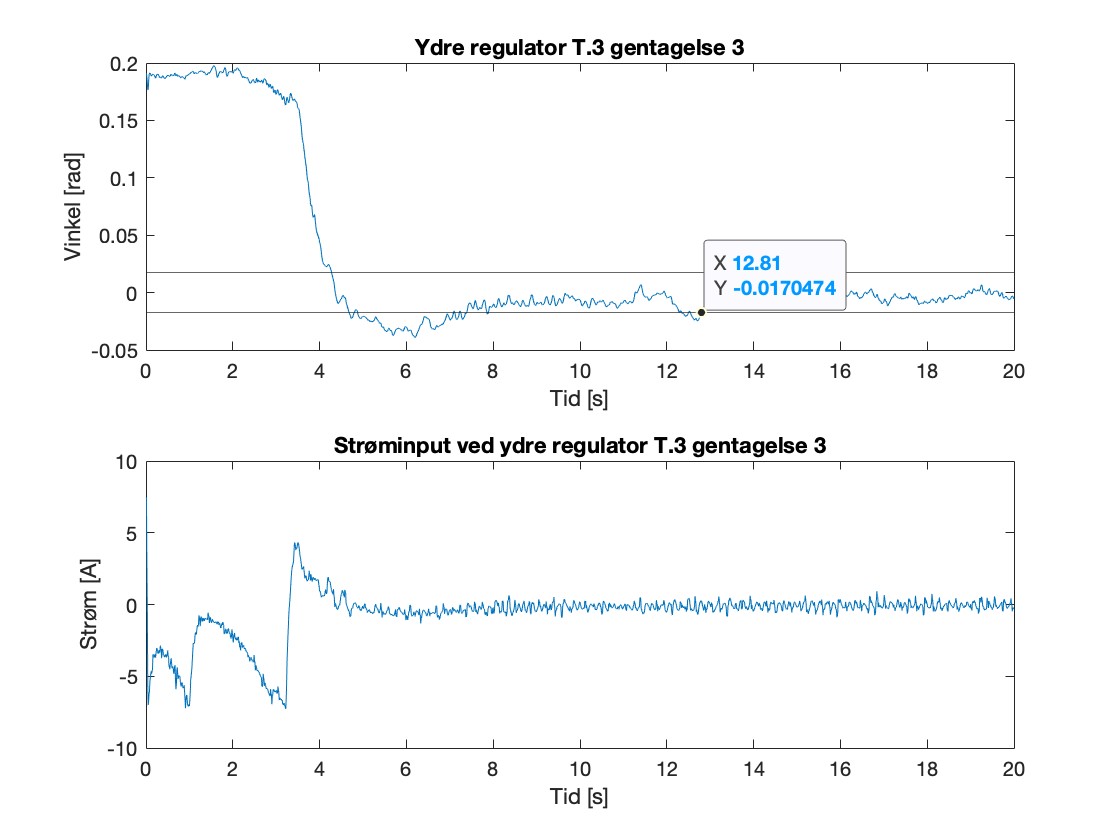 Ydre regulator T.3 gentagelse 3
0.2
0.15
0.1
0.05
0
-0.05
Vinkel [rad]
X 12.81
Y -0.0170474
0 2 4 6 8 10 12 14 16 18 20
Tid [s]
Strøminput ved ydre regulator T.3 gentagelse 3
10
5
0
-5
-10
Strøm [A]
0 2 4 6 8 10 12 14 16 18 20
Tid [s]